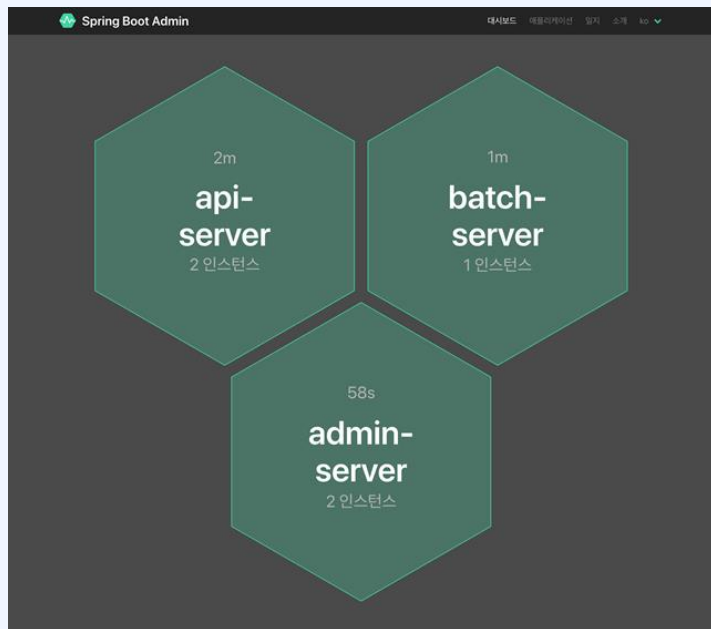 Spring Boot Admin
대시보드 애플리케이션 일지 소개 ko
2m
api-
server
2 인스턴스
1m
batch-
server
1 인스턴스
58s
admin-
server
2 인스턴스